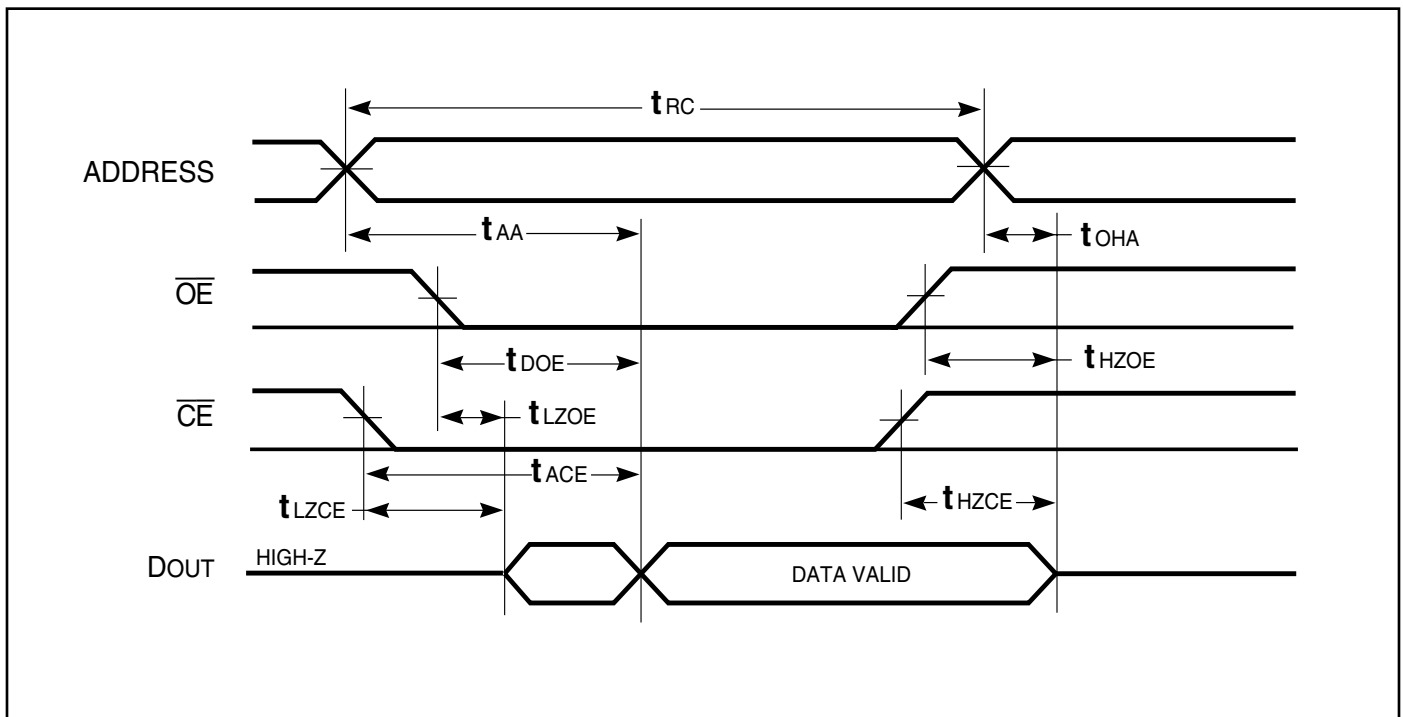 tRC
ADDRESS
tAA
tOHA
OE
tDOE
tHZOE
CE
tLZOE
tACE
tLZCE
tHZCE
DOUT
HIGH-Z
DATA VALID